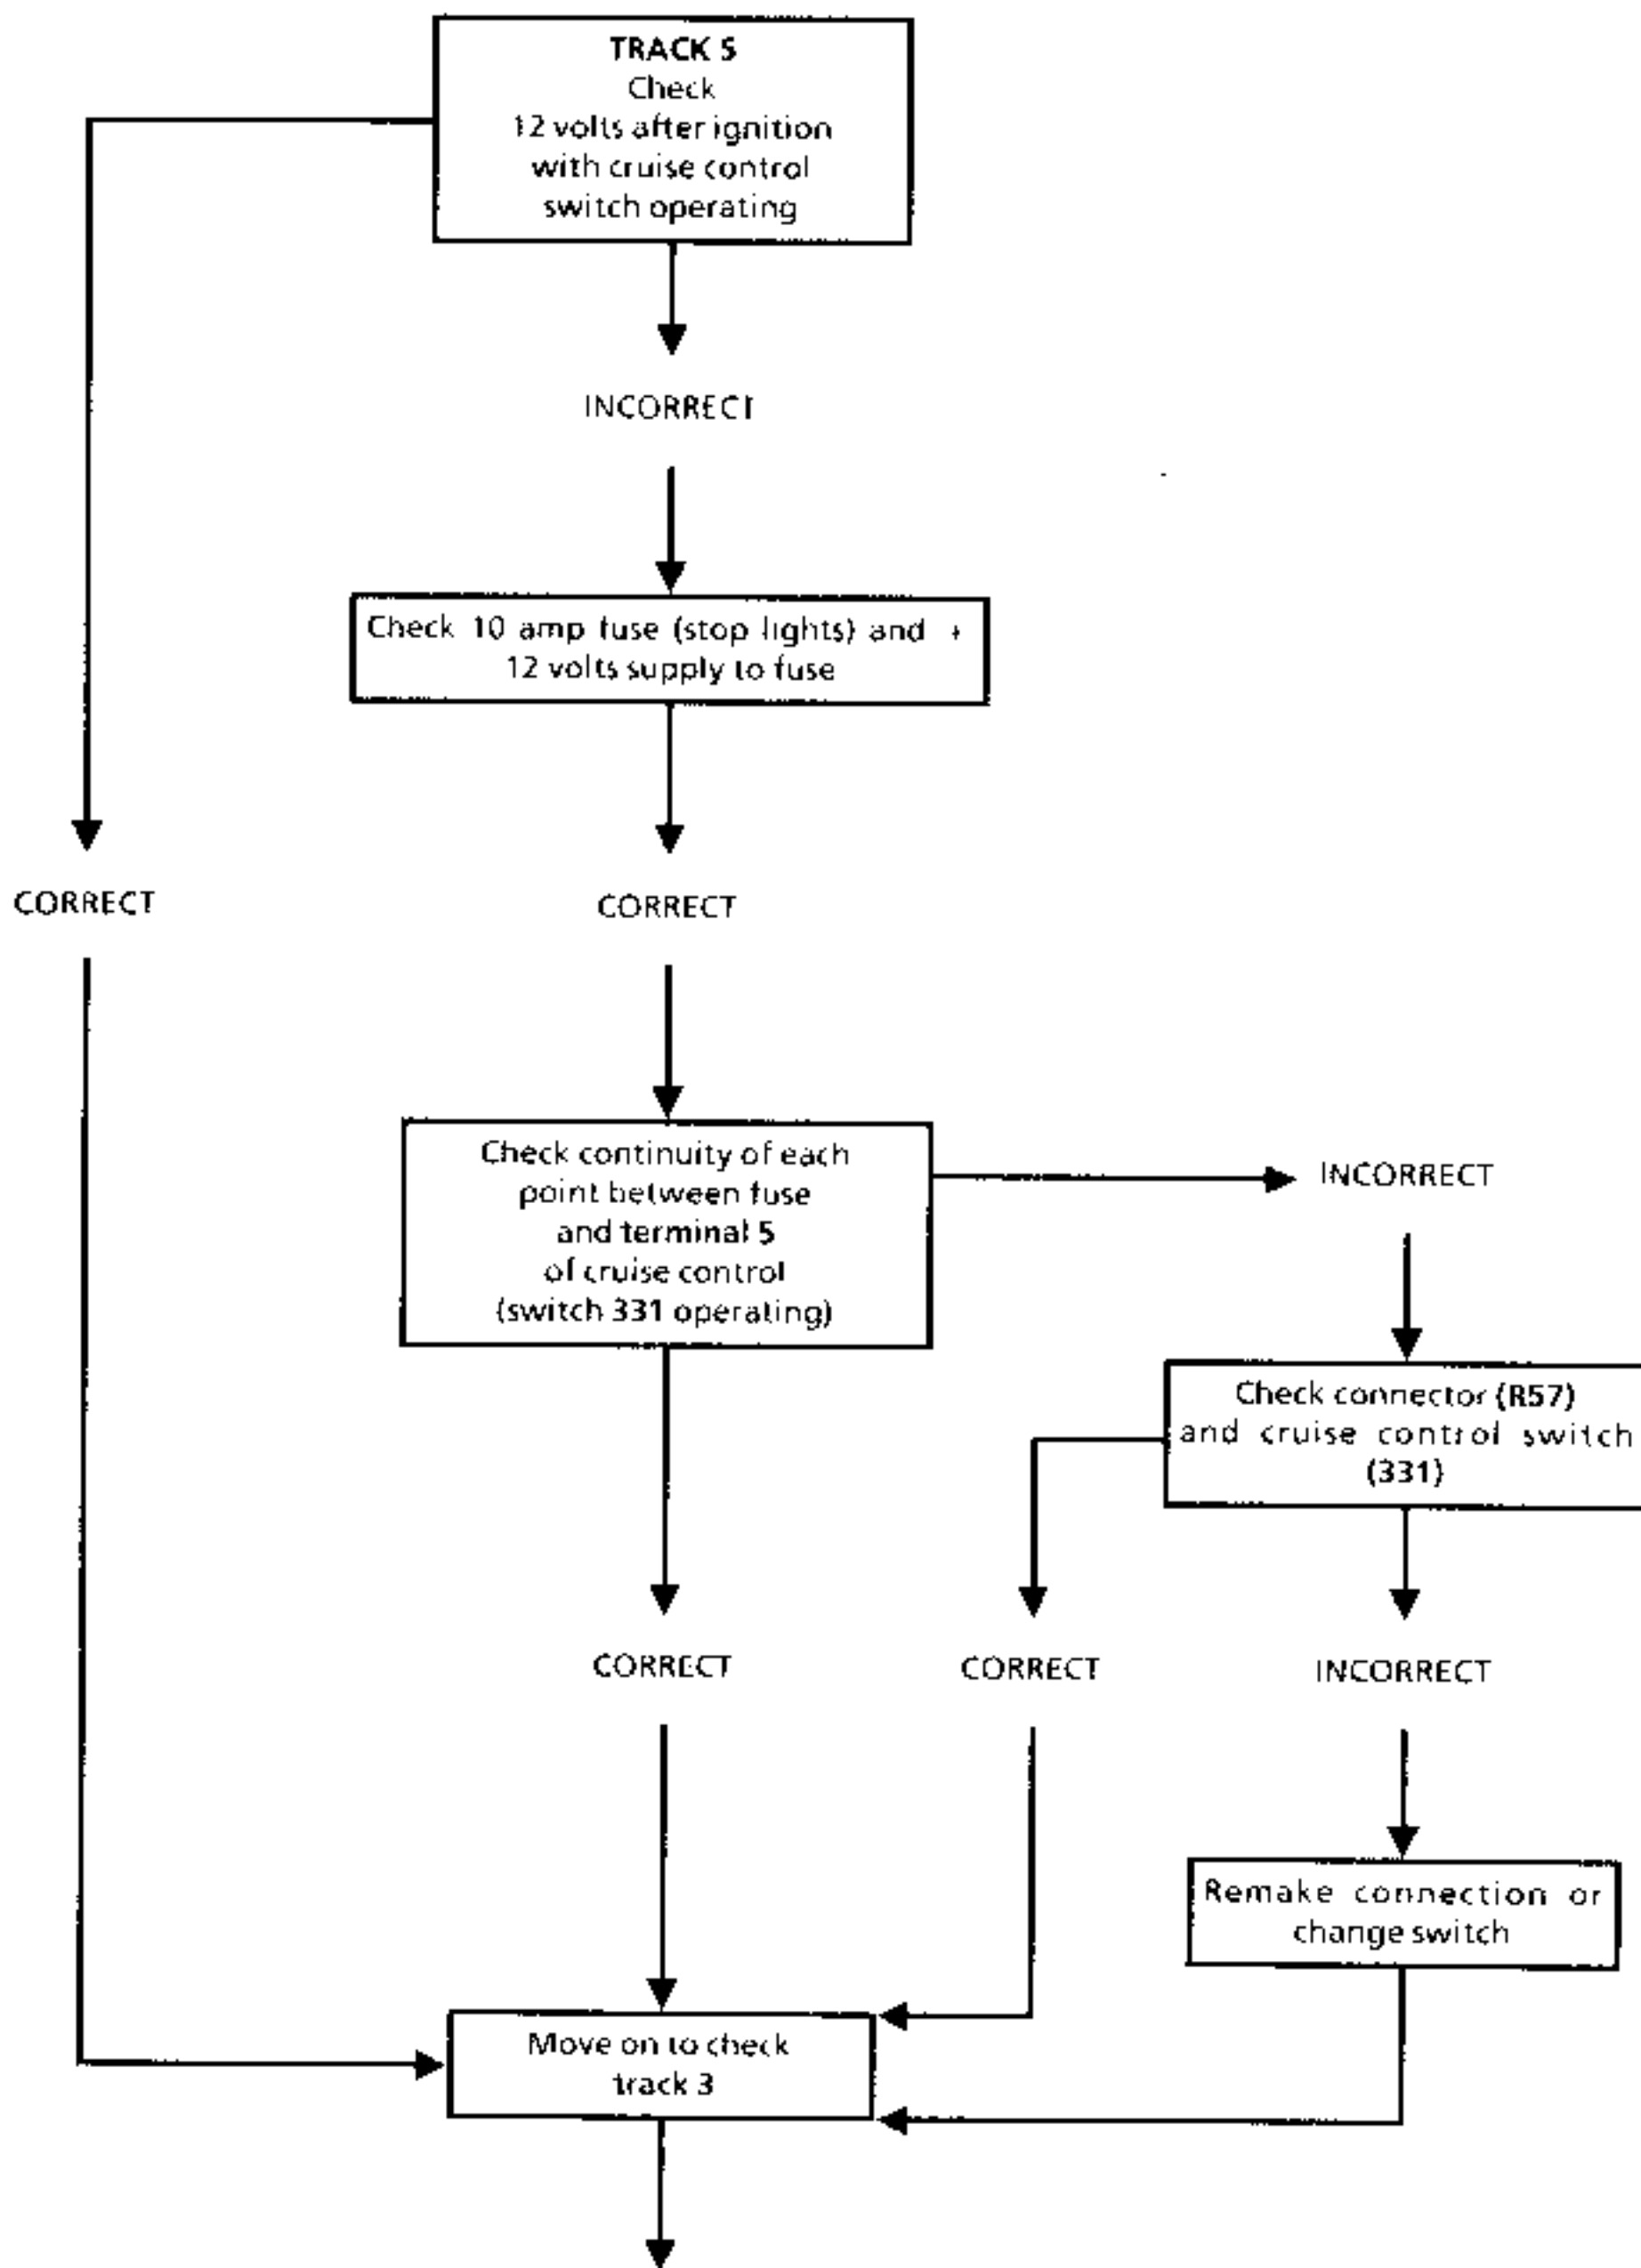 TRACK 5
Check
12 volts after ignition
with cruise control
switch operating
INCORRECT
Check 10 amp fuse (stop lights) and +
12 volts supply to fuse
CORRECT
CORRECT
Check continuity of each
point between fuse
and terminal 5
of cruise control
(switch 331 operating)
INCORRECT
Check connector (R57)
and cruise control switch
(331)
CORRECT
CORRECT
INCORRECT
Remake connection or
change switch
Move on to check
track 3